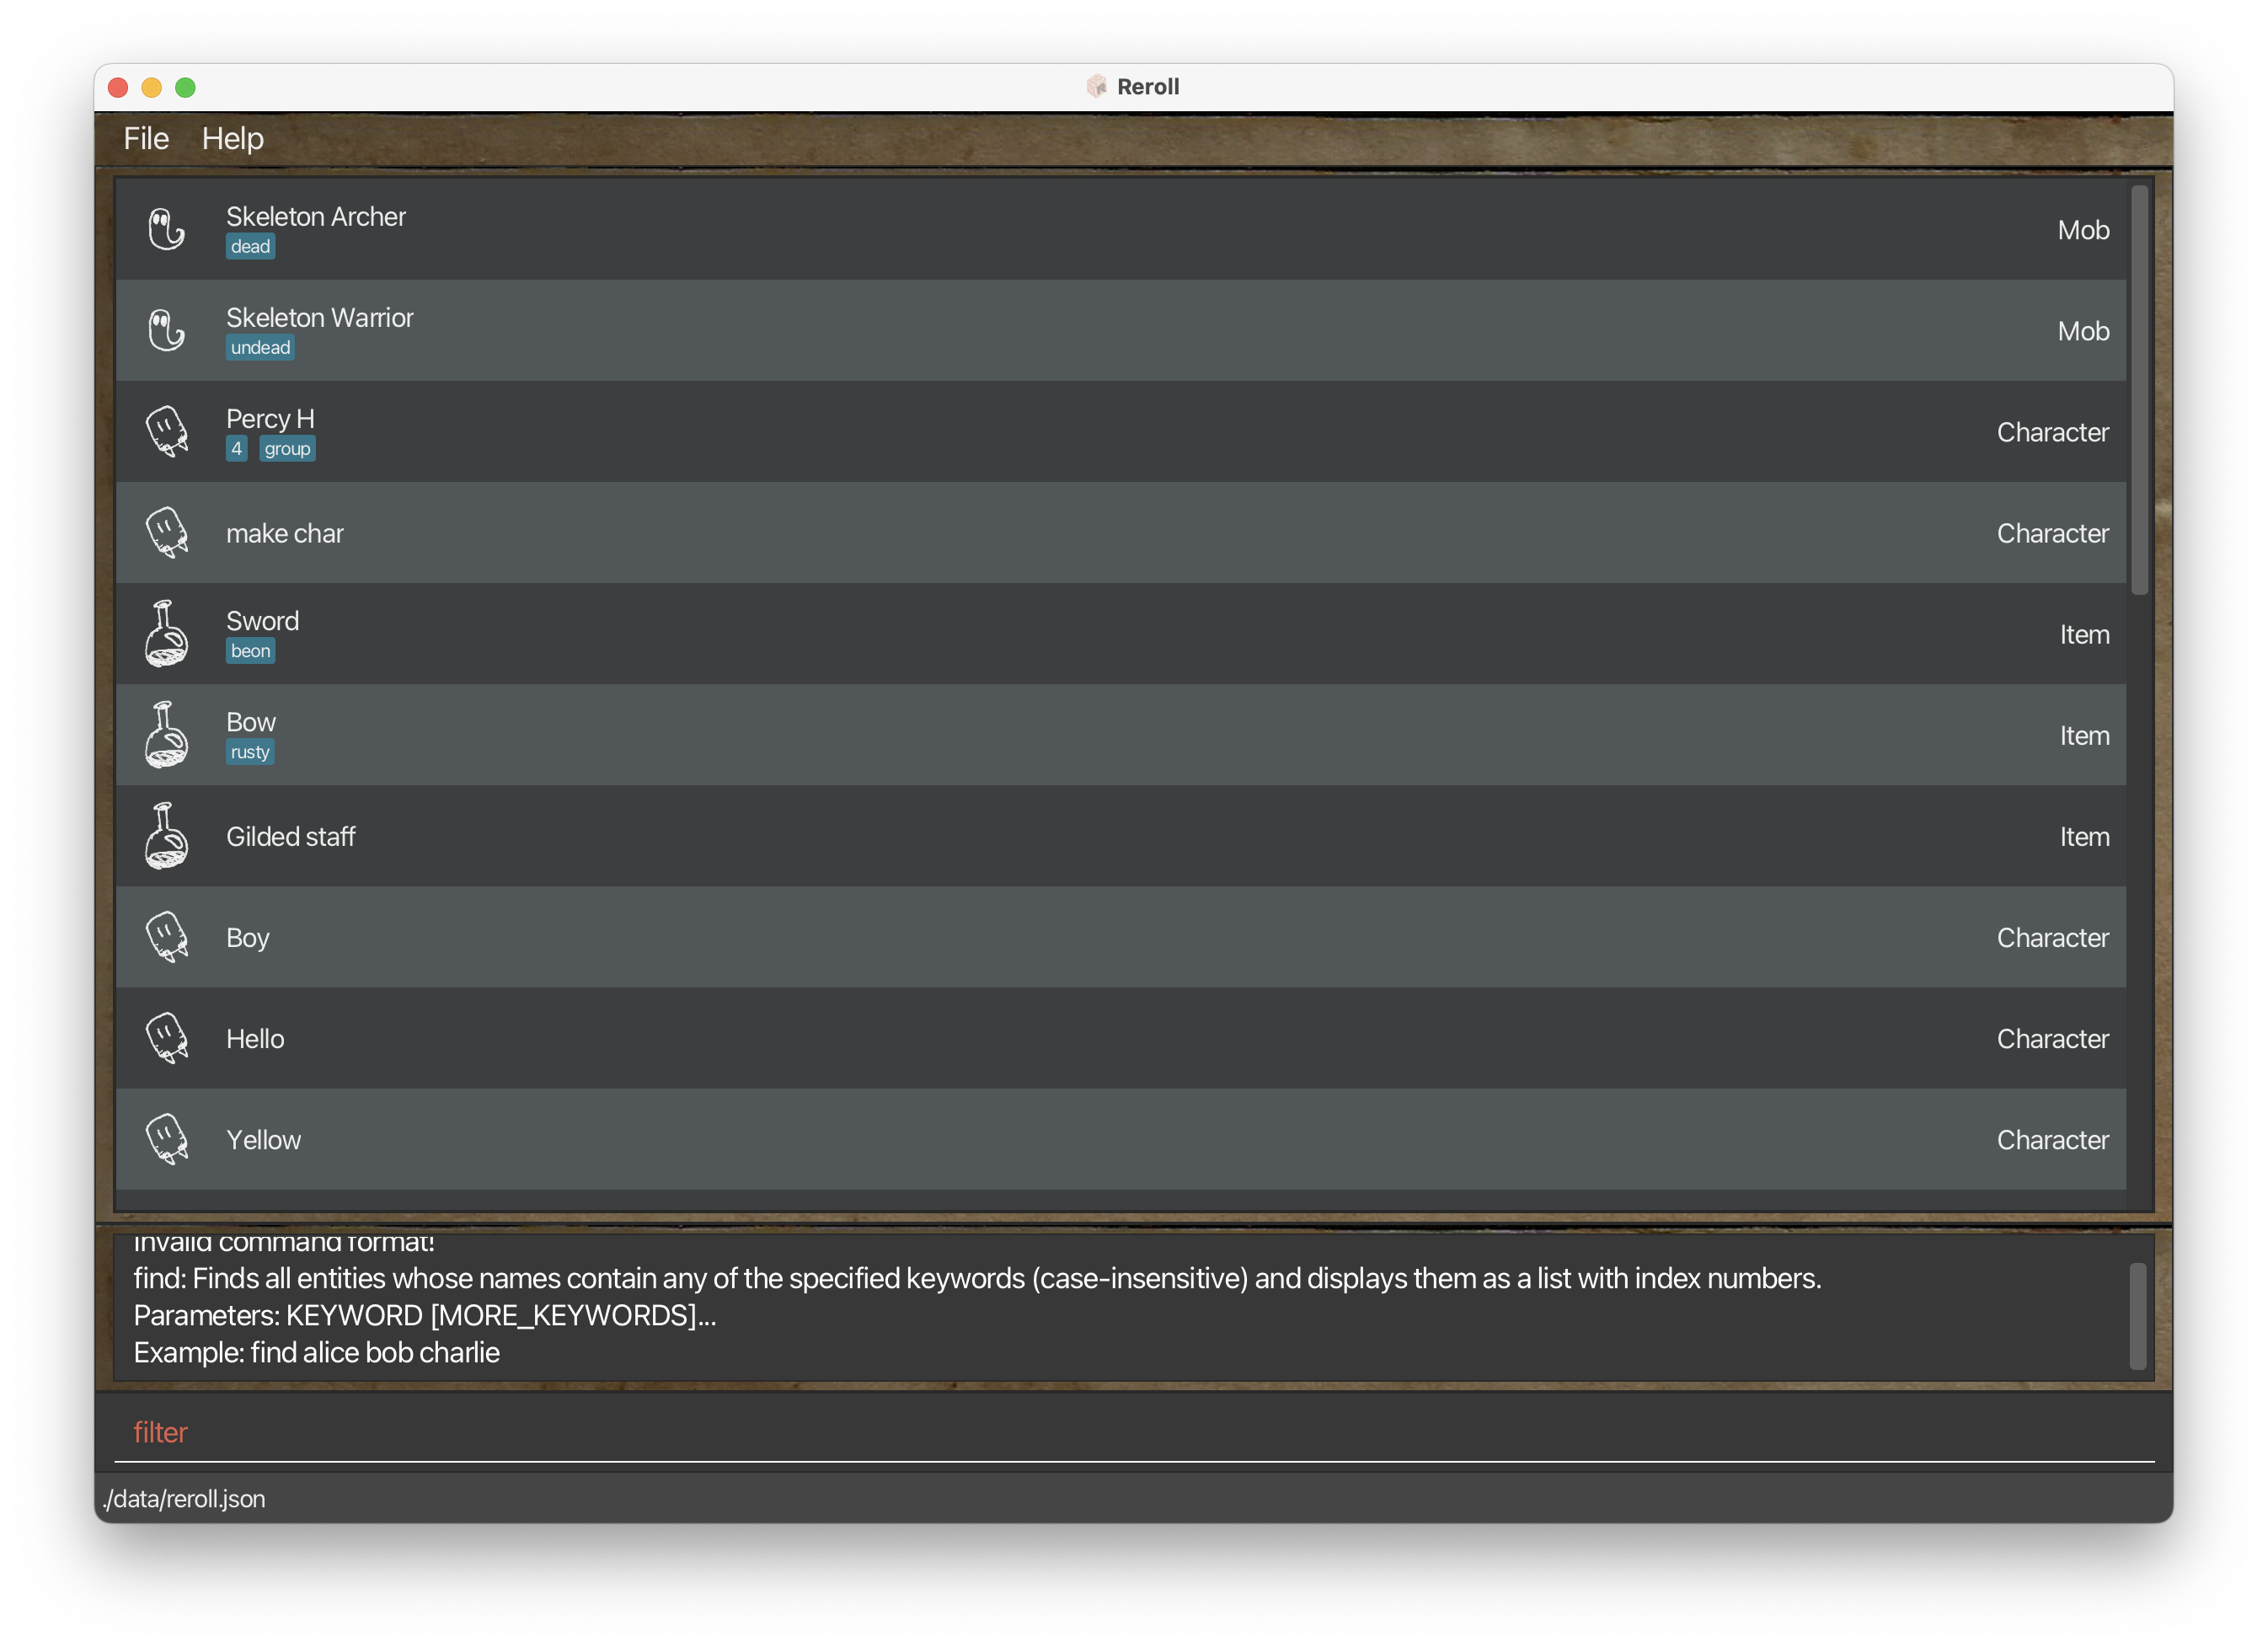 Reroll
File Help
Skeleton Archer
dead
Mob
Skeleton Warrior
undead
Mob
Percy H
4 group
Character
make char
Character
Sword
beon
Item
Bow
rusty
Item
Gilded staff
Item
Boy
Character
Hello
Character
Yellow
Character
Invalid command format!
find: Finds all entities whose names contain any of the specified keywords (case-insensitive) and displays them as a list with index numbers.
Parameters: KEYWORD [MORE_KEYWORDS]...
Example: find alice bob charlie
filter
./data/reroll.json